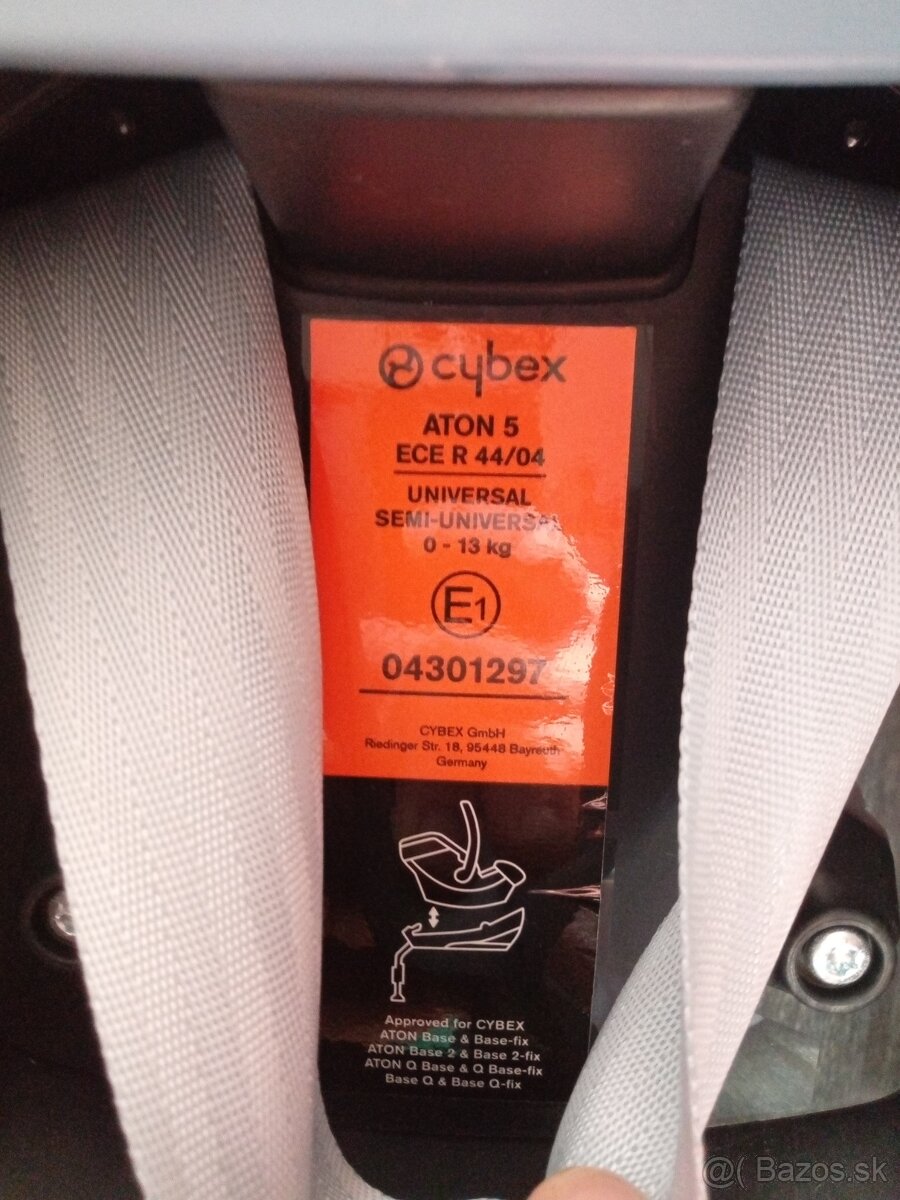 cybex
ATON 5
ECE R 44/04
UNIVERSAL
SEMI-UNIVERSAL
0 - 13 kg
E1
04301297
CYBEX GmbH
Riedinger Str. 18, 95448 Bayreuth
Germany
Approved for CYBEX
ATON Base & Base-fix
ATON Base 2 & Base 2-fix
ATON Q Base & Q Base-fix
Base Q & Base Q-fix
@( Bazos.sk